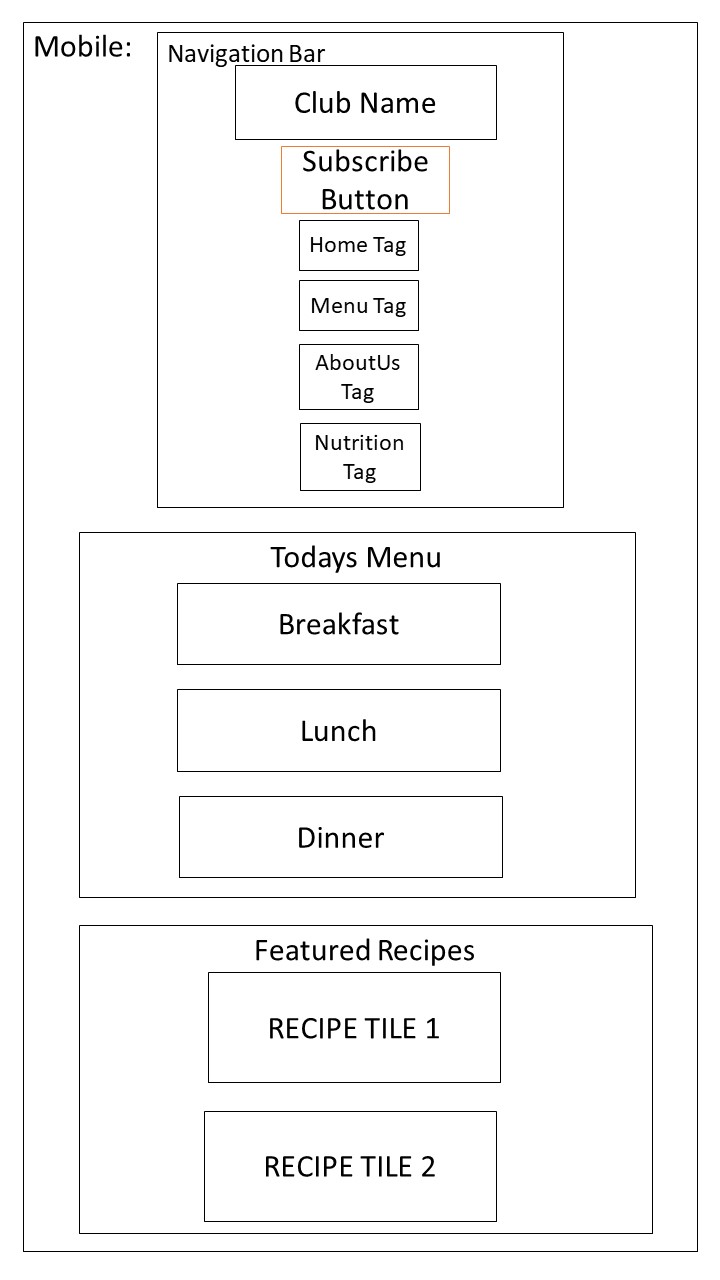 Mobile:
Navigation Bar
Club Name
Subscribe
Button
Home Tag
Menu Tag
AboutUs
Tag
Nutrition
Tag
Todays Menu
Breakfast
Lunch
Dinner
Featured Recipes
RECIPE TILE 1
RECIPE TILE 2